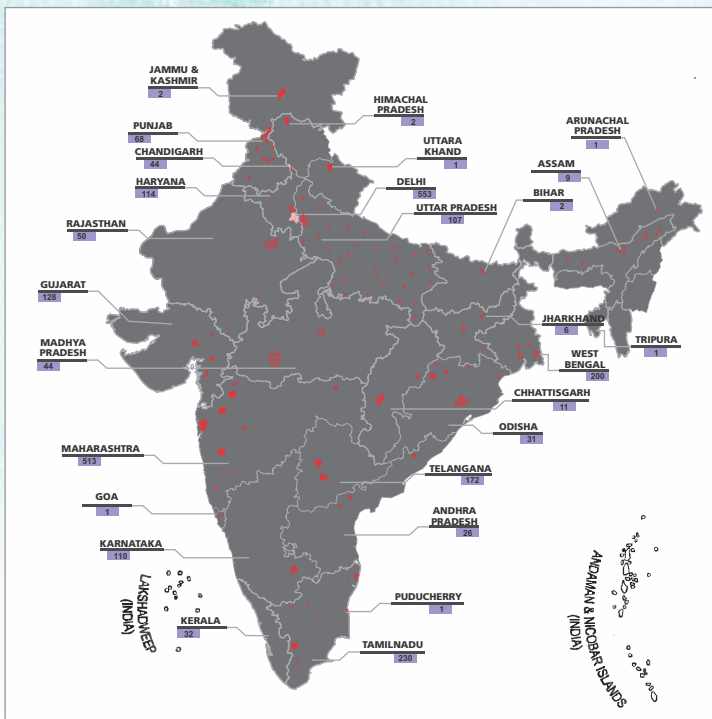 JAMMU &
KASHMIR
2
HIMACHAL
PRADESH
2
ARUNACHAL
PRADESH
1
PUNJAB
68
UTTARA
KHAND
1
CHANDIGARH
44
ASSAM
9
HARYANA
114
DELHI
553
BIHAR
2
UTTAR PRADESH
107
RAJASTHAN
50
GUJARAT
128
JHARKHAND
6
TRIPURA
1
MADHYA
PRADESH
44
WEST
BENGAL
200
CHHATTISGARH
11
ODISHA
31
MAHARASHTRA
513
TELANGANA
172
GOA
1
ANDHRA
PRADESH
26
KARNATAKA
110
LAKSHADWEEP
(INDIA)
PUDUCHERRY
1
KERALA
32
TAMILNADU
230
ANDAMAN & NICOBAR ISLANDS
(INDIA)